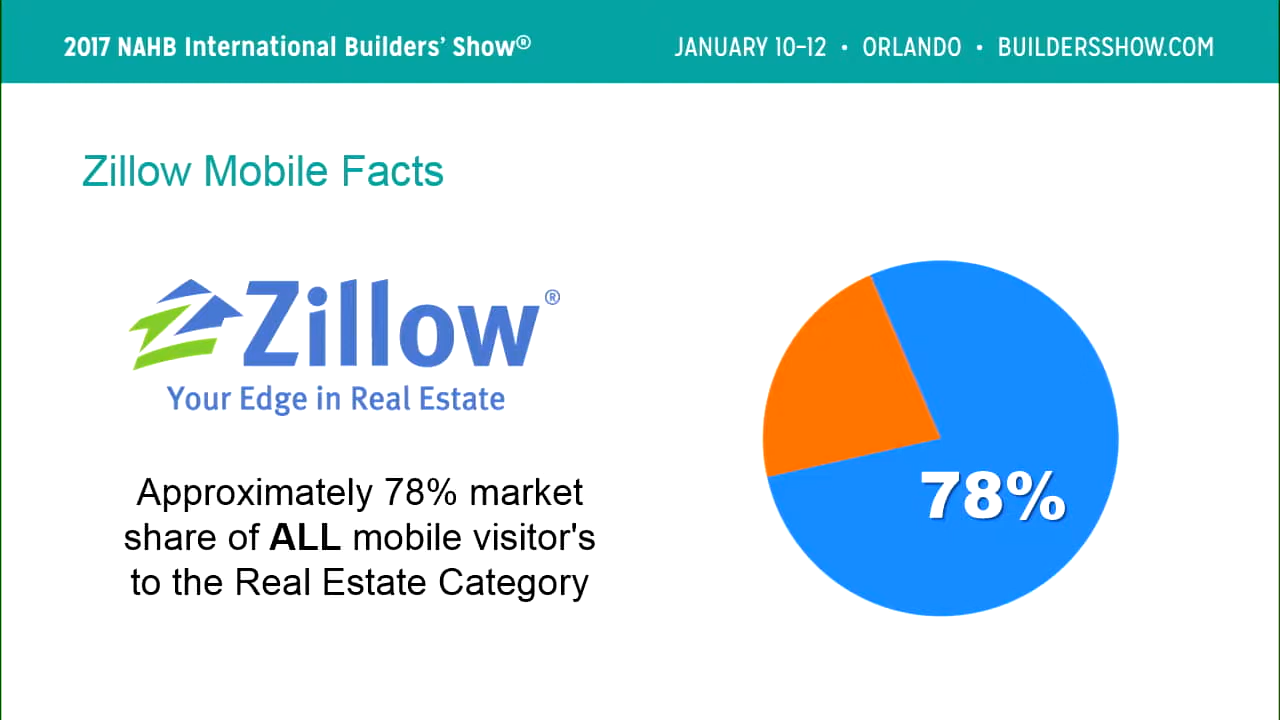 2017 NAHB International Builders’ Show®
JANUARY 10–12 • ORLANDO • BUILDERSSHOW.COM
Zillow Mobile Facts
Zillow®
Your Edge in Real Estate
Approximately 78% market
share of ALL mobile visitor's
to the Real Estate Category
78%